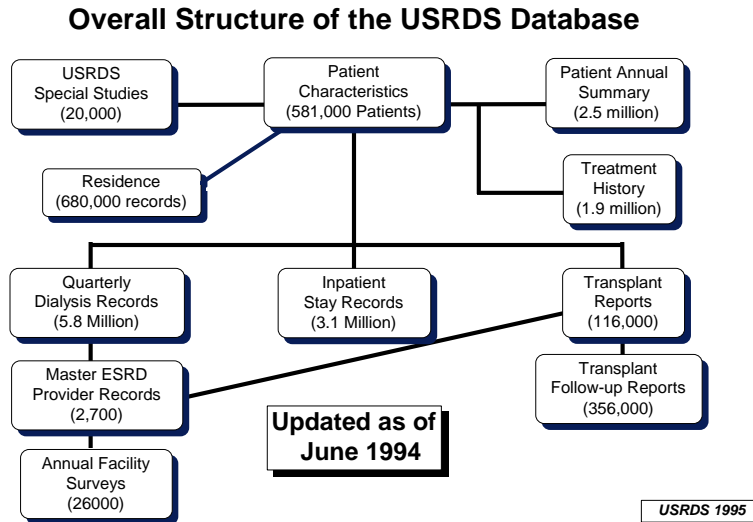 Overall Structure of the USRDS Database
USRDS
Special Studies
(20,000)
Patient
Characteristics
(581,000 Patients)
Patient Annual
Summary
(2.5 million)
Residence
(680,000 records)
Treatment
History
(1.9 million)
Quarterly
Dialysis Records
(5.8 Million)
Inpatient
Stay Records
(3.1 Million)
Transplant
Reports
(116,000)
Master ESRD
Provider Records
(2,700)
Transplant
Follow-up Reports
(356,000)
Updated as of
June 1994
Annual Facility
Surveys
(26000)
USRDS 1995